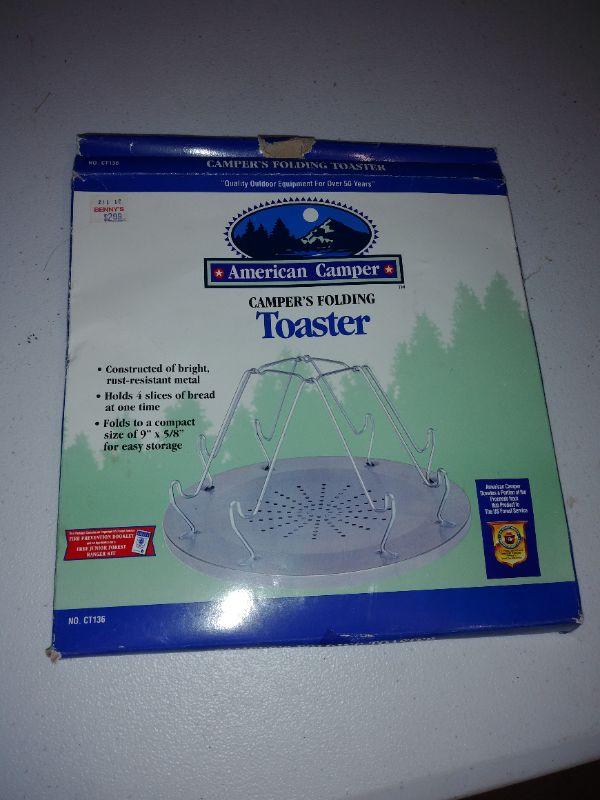 NO. CT136
CAMPER'S FOLDING TOASTER
"Quality Outdoor Equipment For Over 50 Years"
BENNY'S
$2.99
American Camper
TM
CAMPER'S FOLDING
Toaster
• Constructed of bright,
rust-resistant metal
• Holds 4 slices of bread
at one time
• Folds to a compact
size of 9" x 5/8"
for easy storage
American Camper
Donates a Portion of the
Proceeds from
this Product to
The US Forest Service
FIRE PREVENTION BOOKLET
FREE JUNIOR FOREST
RANGER KIT
NO. CT136